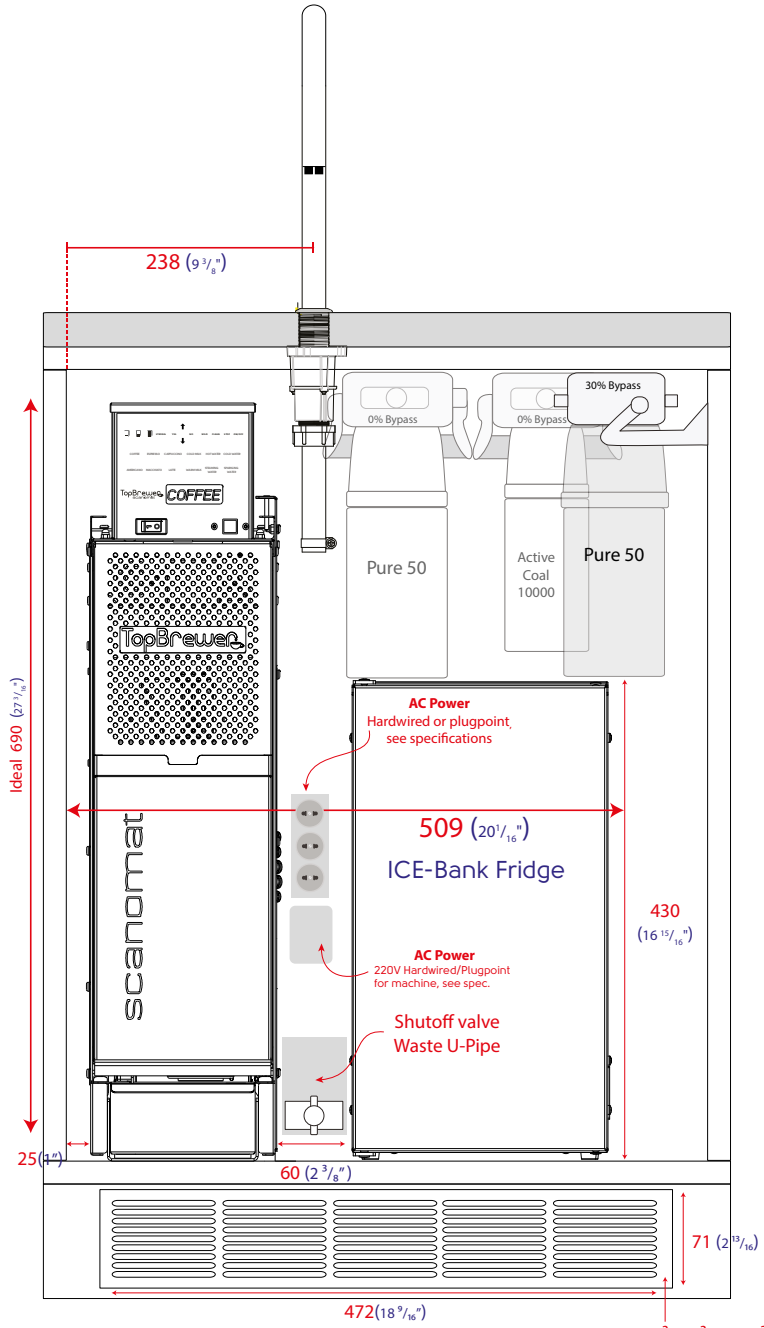 238 (9 3/8")
30% Bypass
0% Bypass
0% Bypass
TopBrewer
COFFEE
Pure 50
Active
Coal
10000
Pure 50
TopBrewer
Ideal 690 (27 3/16")
AC Power
Hardwired or plugpoint,
see specifications
509 (20 1/16")
ICE-Bank Fridge
scanomat
430
(16 15/16")
AC Power
220V Hardwired/Plugpoint
for machine, see spec.
Shutoff valve
Waste U-Pipe
25(1")
60 (2 3/8")
71 (2 13/16")
472(18 9/16")